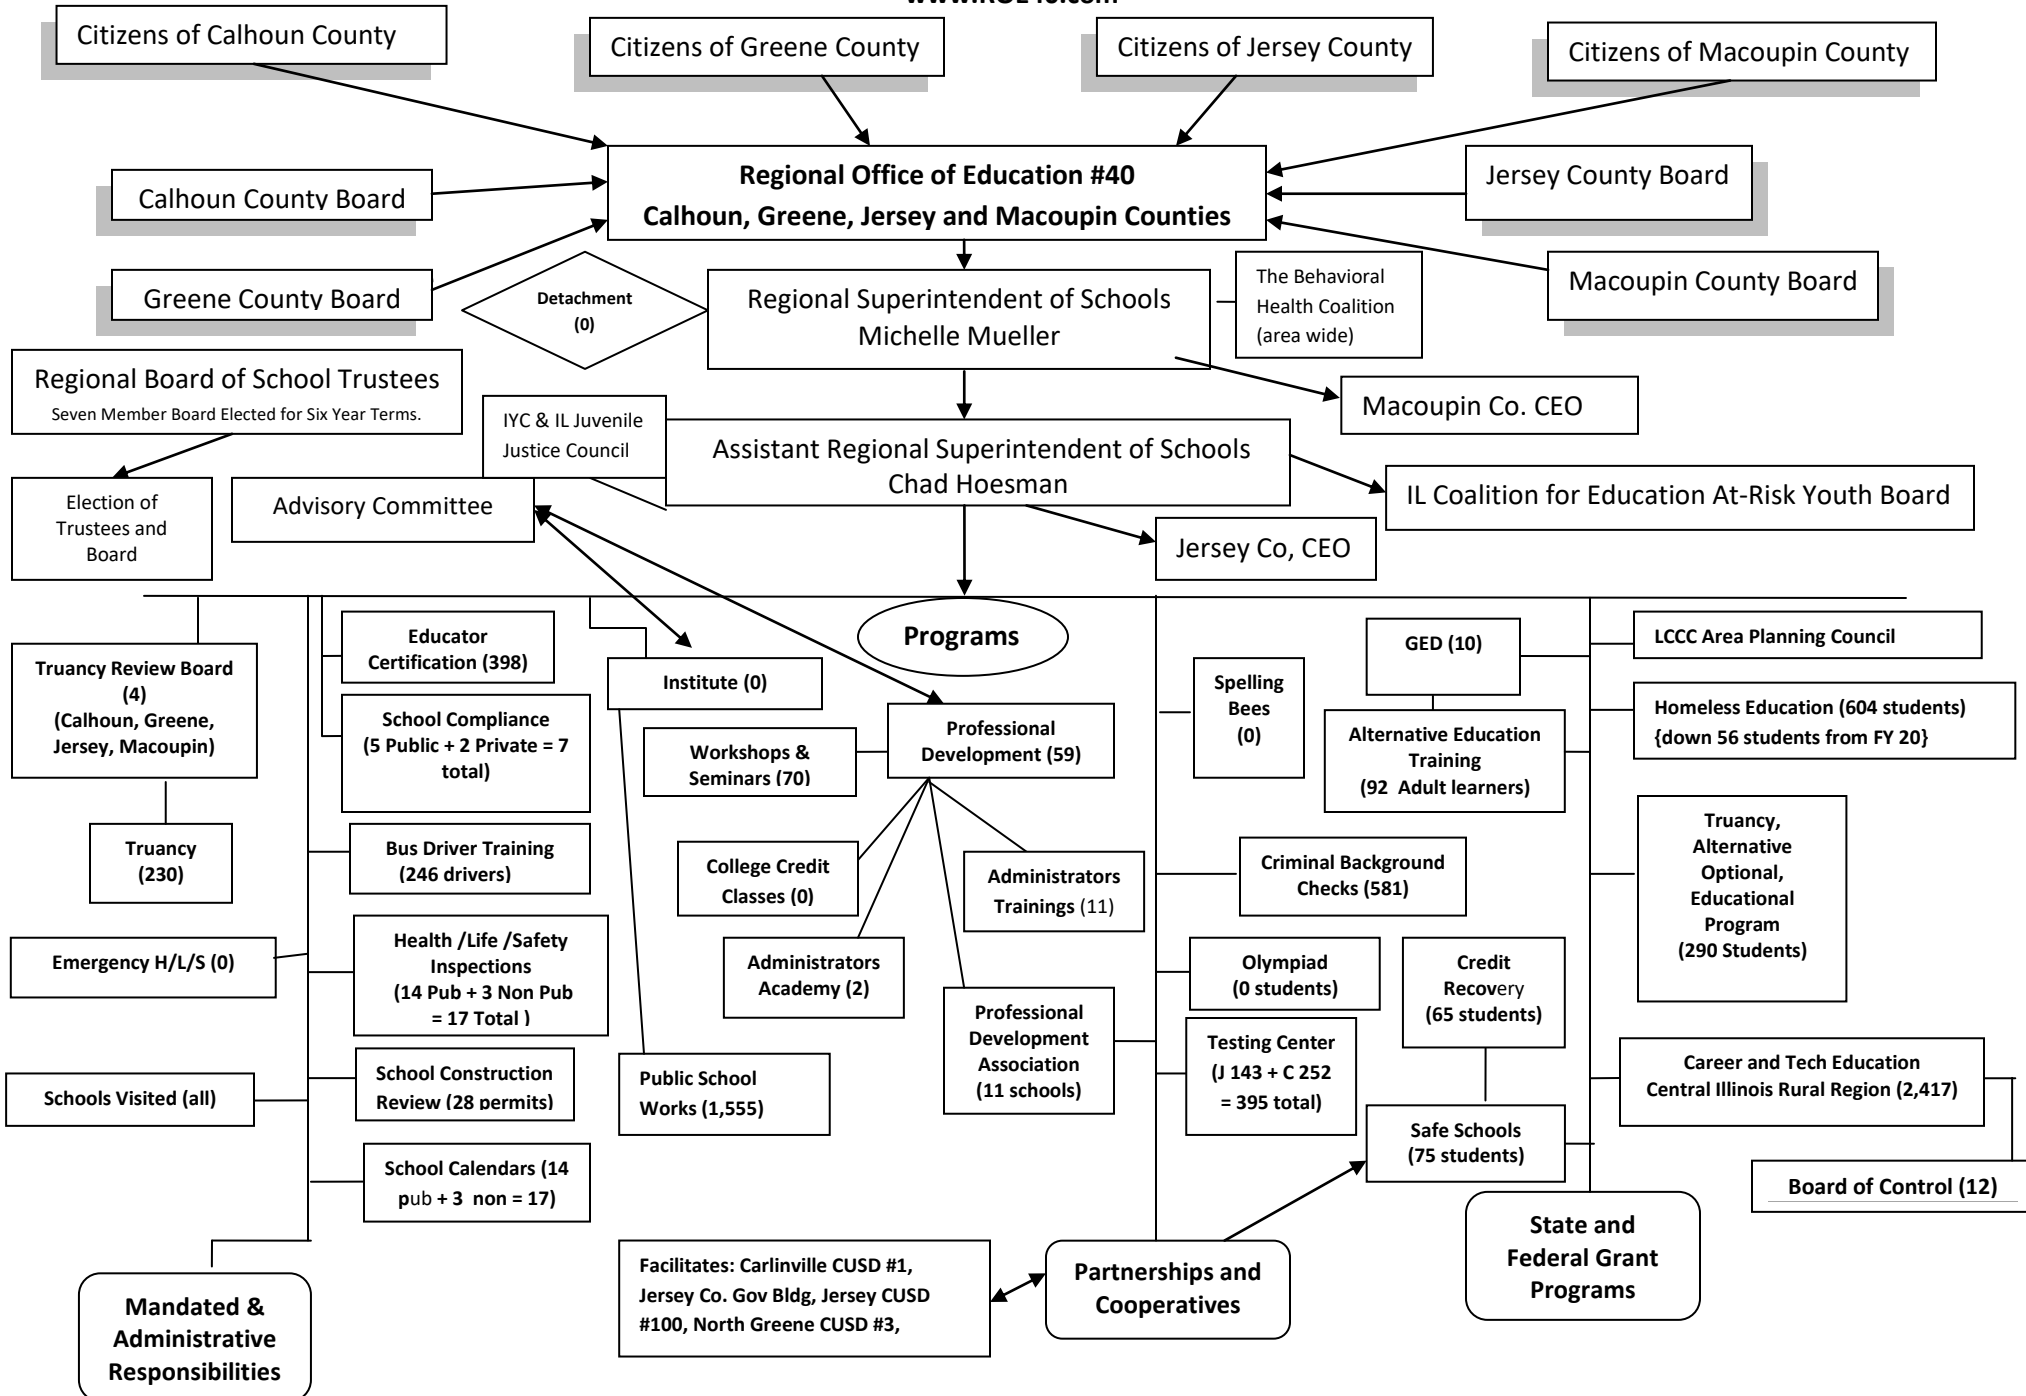 www.ROE40.com
Citizens of Calhoun County
Citizens of Greene County
Citizens of Jersey County
Citizens of Macoupin County
Regional Office of Education #40
Calhoun, Greene, Jersey and Macoupin Counties
Calhoun County Board
Jersey County Board
Greene County Board
Macoupin County Board
Detachment
(0)
Regional Superintendent of Schools
Michelle Mueller
The Behavioral
Health Coalition
(area wide)
Regional Board of School Trustees
Seven Member Board Elected for Six Year Terms.
Macoupin Co. CEO
IYC & IL Juvenile
Justice Council
Assistant Regional Superintendent of Schools
Chad Hoesman
Election of
Trustees and
Board
Advisory Committee
IL Coalition for Education At-Risk Youth Board
Jersey Co, CEO
Programs
Truancy Review Board
(4)
(Calhoun, Greene,
Jersey, Macoupin)
Truancy
(230)
Emergency H/L/S (0)
Schools Visited (all)
Educator
Certification (398)
School Compliance
(5 Public + 2 Private = 7
total)
Bus Driver Training
(246 drivers)
Health /Life /Safety
Inspections
(14 Pub + 3 Non Pub
= 17 Total )
School Construction
Review (28 permits)
School Calendars (14
pub + 3 non = 17)
Mandated &
Administrative
Responsibilities
Institute (0)
Public School
Works (1,555)
Professional
Development (59)
Workshops &
Seminars (70)
College Credit
Classes (0)
Administrators
Trainings (11)
Administrators
Academy (2)
Professional
Development
Association
(11 schools)
Spelling
Bees
(0)
Criminal Background
Checks (581)
Olympiad
(0 students)
Testing Center
(J 143 + C 252
= 395 total)
Facilitates: Carlinville CUSD #1,
Jersey Co. Gov Bldg, Jersey CUSD
#100, North Greene CUSD #3,
Partnerships and
Cooperatives
GED (10)
Alternative Education
Training
(92 Adult learners)
Credit
Recovery
(65 students)
Safe Schools
(75 students)
LCCC Area Planning Council
Homeless Education (604 students)
{down 56 students from FY 20}
Truancy,
Alternative
Optional,
Educational
Program
(290 Students)
Career and Tech Education
Central Illinois Rural Region (2,417)
Board of Control (12)
State and
Federal Grant
Programs